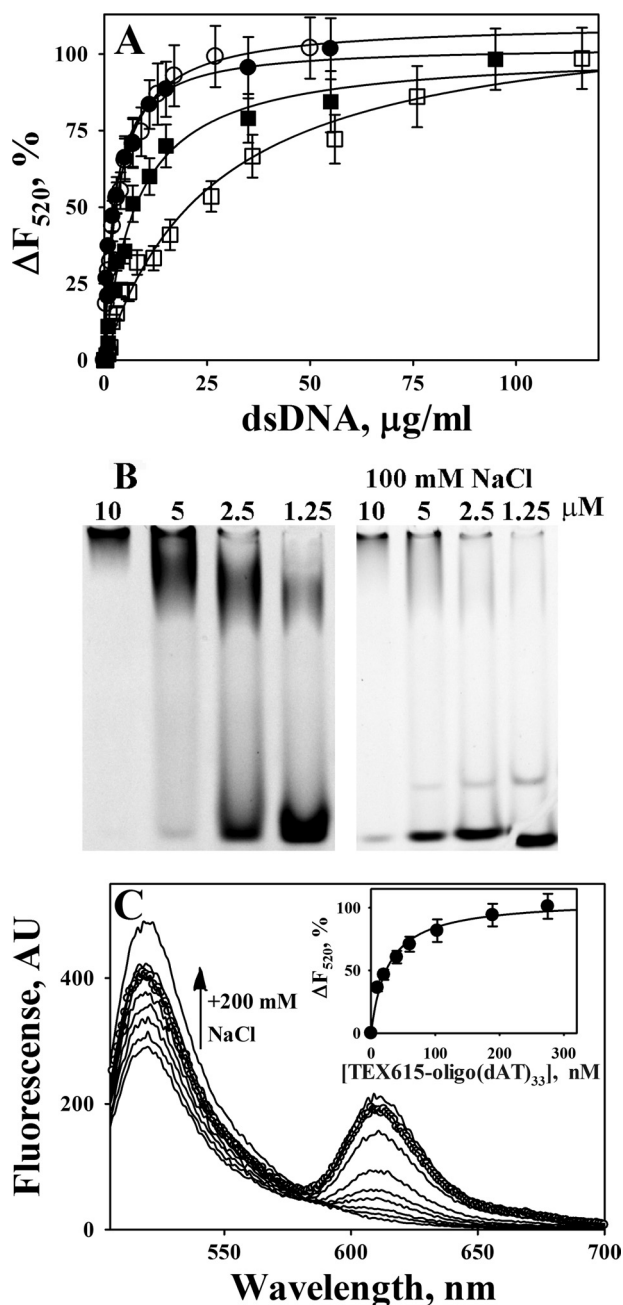 A
ΔF520, %
100
75
50
25
0
0 25 50 75 100
dsDNA, µg/ml
B
100 mM NaCl
10 5 2.5 1.25 10 5 2.5 1.25 µM
C
Fluorescense, AU
400
200
0
+200 mM
NaCl
ΔF520, %
100
50
0
0 100 200 300
[TEX615-oligo(dAT)33], nM
550 600 650 700
Wavelength, nm